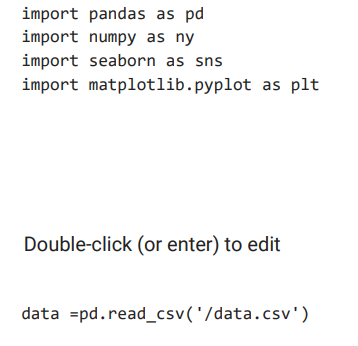 import pandas as pd
import numpy as ny
import seaborn as sns
import matplotlib.pyplot as plt
Double-click (or enter) to edit
data =pd.read_csv('/data.csv')